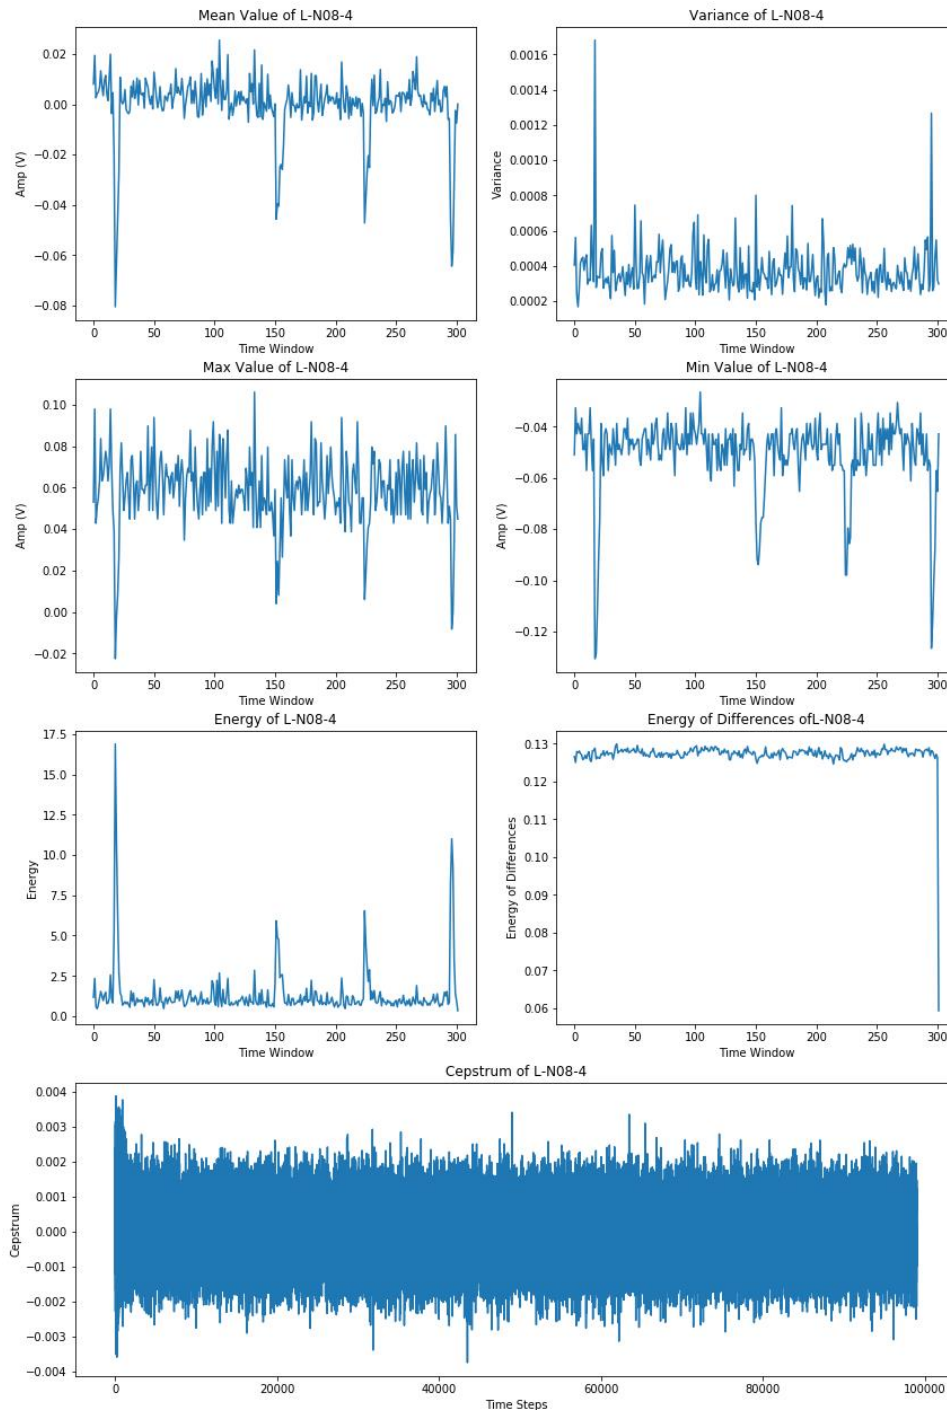 Mean Value of L-N08-4
Amp (V)
0.02
0.00
−0.02
−0.04
−0.06
−0.08
0 50 100 150 200 250 300
Time Window
Variance of L-N08-4
Variance
0.0016
0.0014
0.0012
0.0010
0.0008
0.0006
0.0004
0.0002
0 50 100 150 200 250 300
Time Window
Max Value of L-N08-4
Amp (V)
0.10
0.08
0.06
0.04
0.02
0.00
−0.02
0 50 100 150 200 250 300
Time Window
Min Value of L-N08-4
Amp (V)
−0.04
−0.06
−0.08
−0.10
−0.12
0 50 100 150 200 250 300
Time Window
Energy of L-N08-4
Energy
17.5
15.0
12.5
10.0
7.5
5.0
2.5
0.0
0 50 100 150 200 250 300
Time Window
Energy of Differences ofL-N08-4
Energy of Differences
0.13
0.12
0.11
0.10
0.09
0.08
0.07
0.06
0 50 100 150 200 250 300
Time Window
Cepstrum of L-N08-4
Cepstrum
0.004
0.003
0.002
0.001
0.000
−0.001
−0.002
−0.003
−0.004
0 20000 40000 60000 80000 100000
Time Steps